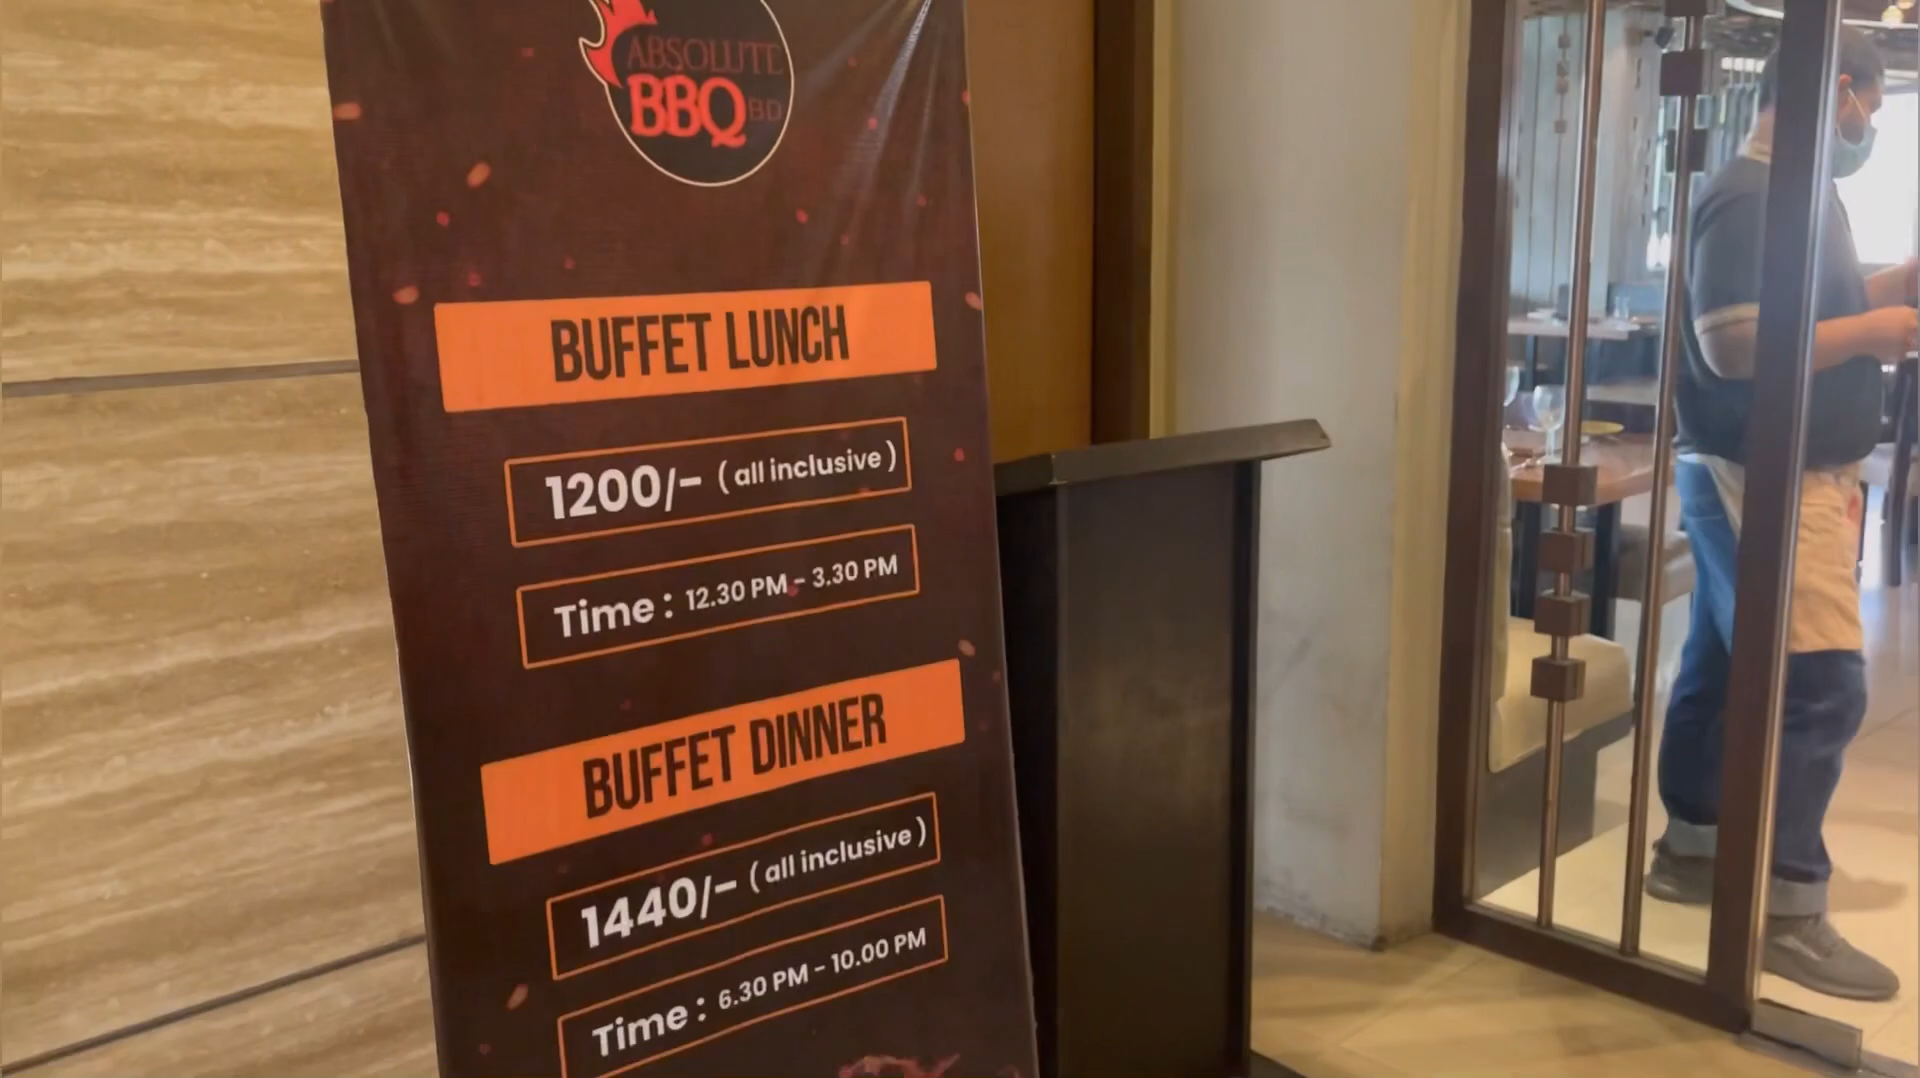 ABSOLUTE
BBQ BD
BUFFET LUNCH
1200/- ( all inclusive )
Time : 12.30 PM - 3.30 PM
BUFFET DINNER
1440/- ( all inclusive )
Time : 6.30 PM - 10.00 PM